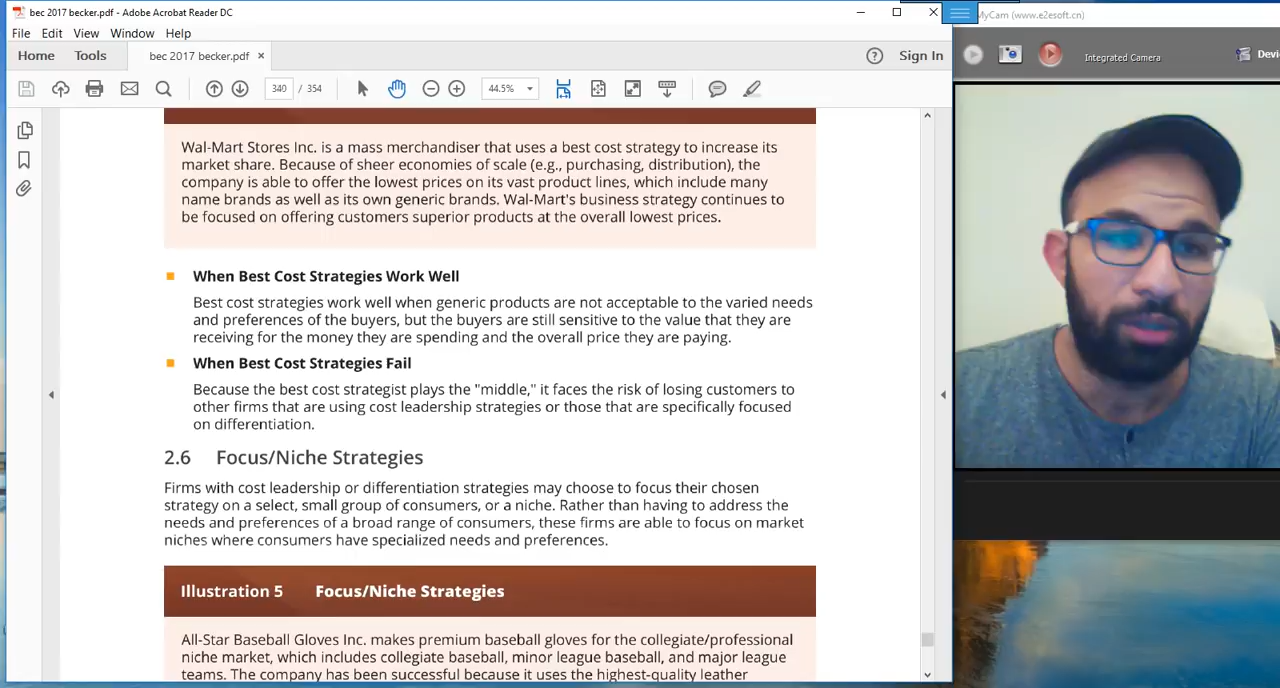 bec 2017 becker.pdf - Adobe Acrobat Reader DC
MyCam (www.e2esoft.cn)
File Edit View Window Help
Home Tools bec 2017 becker.pdf × Sign In
Integrated Camera Devi
340 / 354 44.5%
Wal-Mart Stores Inc. is a mass merchandiser that uses a best cost strategy to increase its
market share. Because of sheer economies of scale (e.g., purchasing, distribution), the
company is able to offer the lowest prices on its vast product lines, which include many
name brands as well as its own generic brands. Wal-Mart's business strategy continues to
be focused on offering customers superior products at the overall lowest prices.
When Best Cost Strategies Work Well
Best cost strategies work well when generic products are not acceptable to the varied needs
and preferences of the buyers, but the buyers are still sensitive to the value that they are
receiving for the money they are spending and the overall price they are paying.
When Best Cost Strategies Fail
Because the best cost strategist plays the "middle," it faces the risk of losing customers to
other firms that are using cost leadership strategies or those that are specifically focused
on differentiation.
2.6 Focus/Niche Strategies
Firms with cost leadership or differentiation strategies may choose to focus their chosen
strategy on a select, small group of consumers, or a niche. Rather than having to address the
needs and preferences of a broad range of consumers, these firms are able to focus on market
niches where consumers have specialized needs and preferences.
Illustration 5 Focus/Niche Strategies
All-Star Baseball Gloves Inc. makes premium baseball gloves for the collegiate/professional
niche market, which includes collegiate baseball, minor league baseball, and major league
teams. The company has been successful because it uses the highest-quality leather